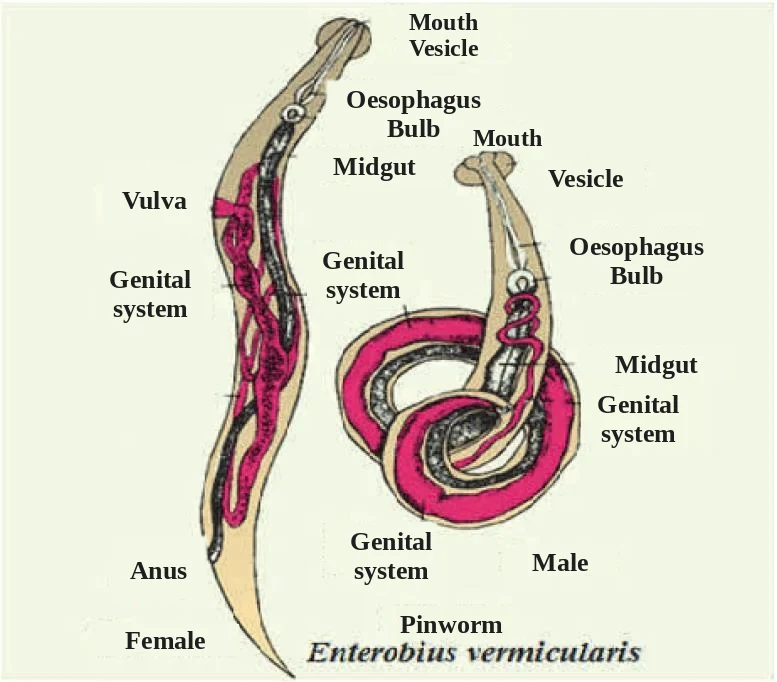 Mouth
Vesicle
Oesophagus
Bulb
Mouth
Midgut
Vesicle
Vulva
Oesophagus
Bulb
Genital
system
Genital
system
Midgut
Genital
system
Genital
system
Male
Anus
Pinworm
Female
Enterobius vermicularis